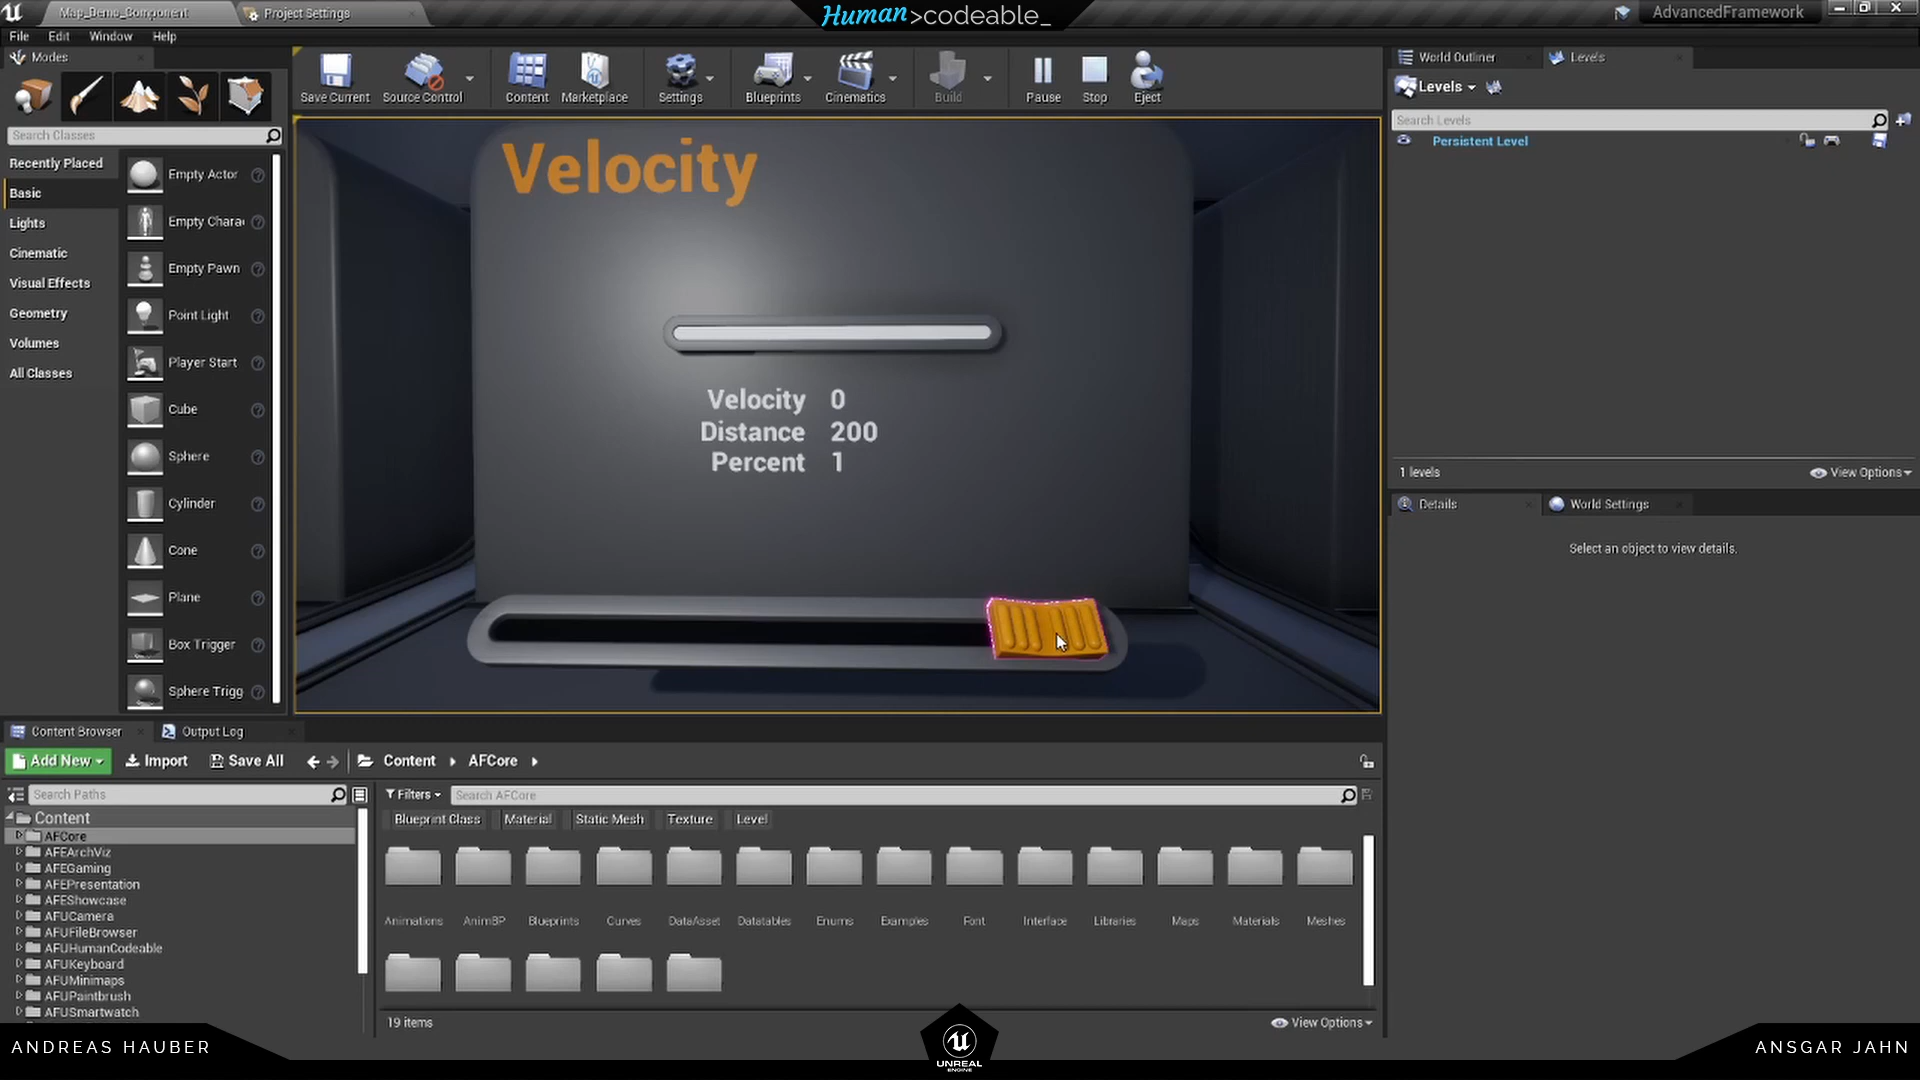 Map_Demo_Component
Project Settings
Human>codeable_
AdvancedFramework
File Edit Window Help
Modes
Search Classes
Recently Placed
Basic
Lights
Cinematic
Visual Effects
Geometry
Volumes
All Classes
Empty Actor
Empty Chara
Empty Pawn
Point Light
Player Start
Cube
Sphere
Cylinder
Cone
Plane
Box Trigger
Sphere Trigg
Save Current
Source Control
Content
Marketplace
Settings
Blueprints
Cinematics
Build
Pause
Stop
Eject
Velocity
Velocity 0
Distance 200
Percent 1
World Outliner
Levels
Levels
Search Levels
Persistent Level
1 levels
View Options
Details
World Settings
Select an object to view details.
Content Browser
Output Log
Add New
Import
Save All
Content
AFCore
Search Paths
Content
AFCore
AFEArchViz
AFEGaming
AFEPresentation
AFEShowcase
AFUCamera
AFUFileBrowser
AFUHumanCodeable
AFUKeyboard
AFUMinimaps
AFUPaintbrush
AFUSmartwatch
Filters
Search AFCore
Blueprint Class
Material
Static Mesh
Texture
Level
Animations
AnimBP
Blueprints
Curves
DataAsset
Datatables
Enums
Examples
Font
Interface
Libraries
Maps
Materials
Meshes
19 items
View Options
ANDREAS HAUBER
UNREAL
ENGINE
ANSGAR JAHN